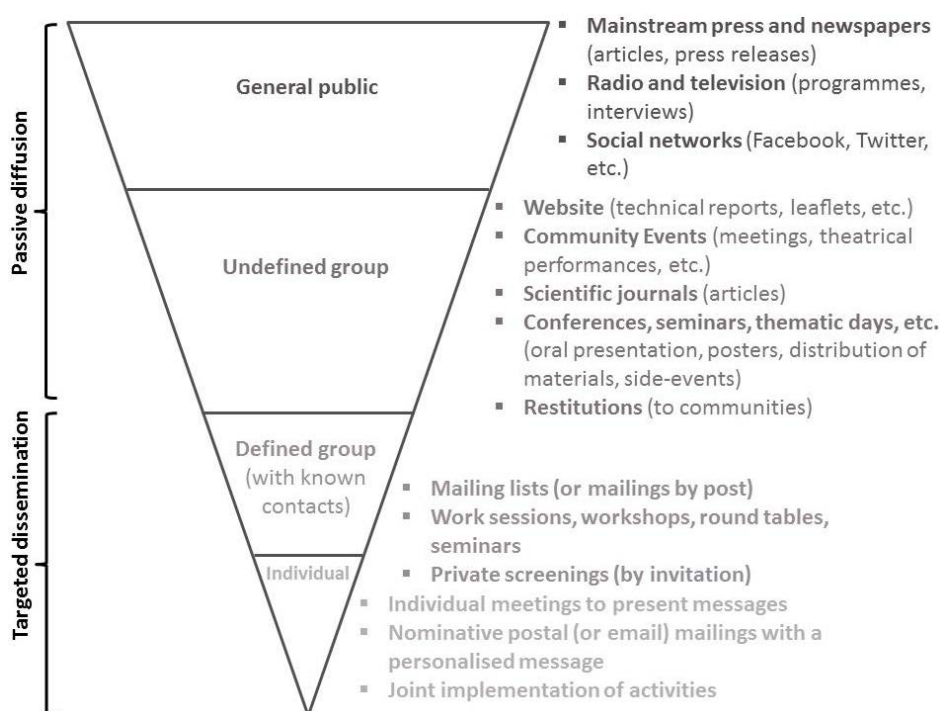 Passive diffusion
General public
▪ Mainstream press and newspapers
(articles, press releases)
▪ Radio and television (programmes,
interviews)
▪ Social networks (Facebook, Twitter,
etc.)
Undefined group
▪ Website (technical reports, leaflets, etc.)
▪ Community Events (meetings, theatrical
performances, etc.)
▪ Scientific journals (articles)
▪ Conferences, seminars, thematic days, etc.
(oral presentation, posters, distribution of
materials, side-events)
▪ Restitutions (to communities)
Targeted dissemination
Defined group
(with known
contacts)
▪ Mailing lists (or mailings by post)
▪ Work sessions, workshops, round tables,
seminars
▪ Private screenings (by invitation)
Individual
▪ Individual meetings to present messages
▪ Nominative postal (or email) mailings with a
personalised message
▪ Joint implementation of activities